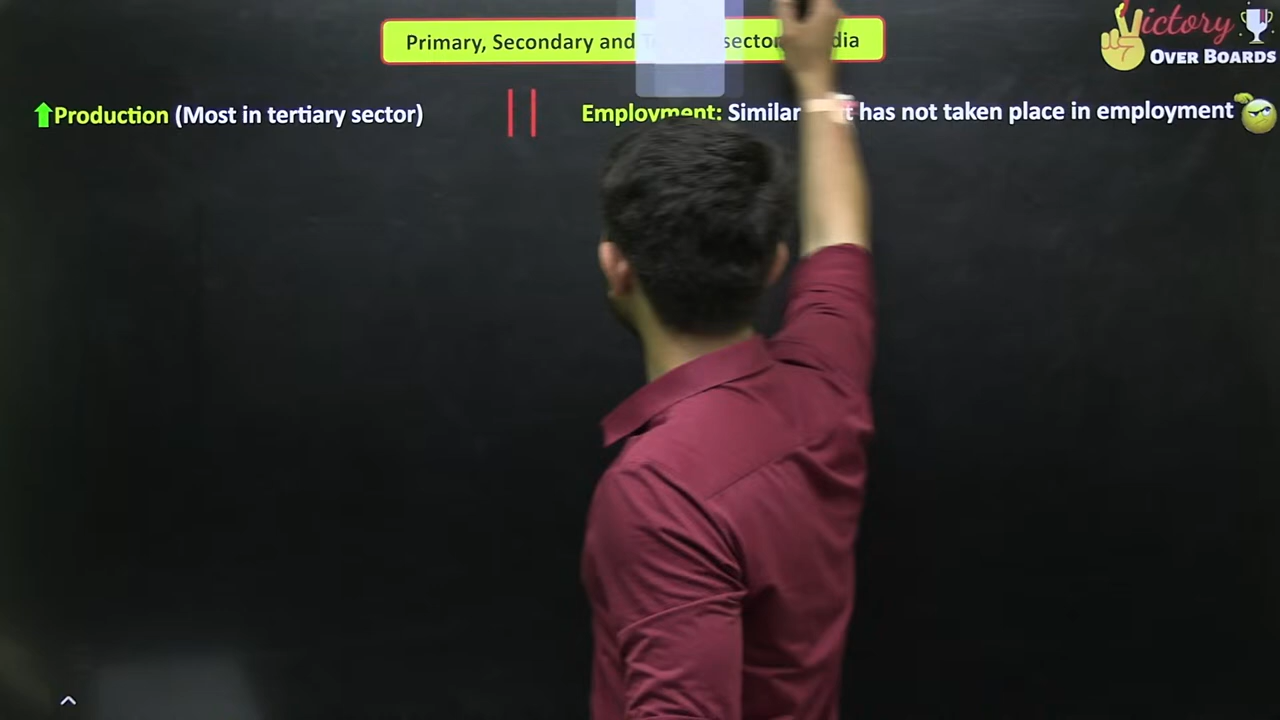 Primary, Secondary and sector
Victory
OVER BOARDS
Production (Most in tertiary sector)
Employment: Similar has not taken place in employment